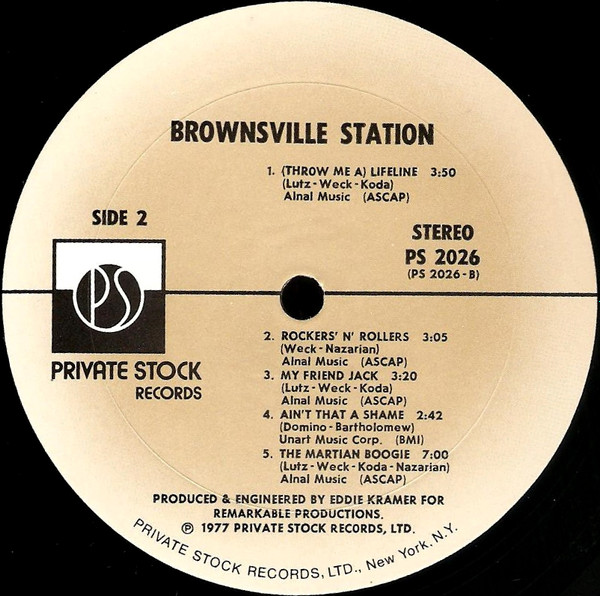 BROWNSVILLE STATION
1. (THROW ME A) LIFELINE 3:50
(Lutz - Weck - Koda)
Alnal Music (ASCAP)
SIDE 2
STEREO
PS 2026
(PS 2026 - B)
PS
PRIVATE STOCK
RECORDS
2. ROCKERS' N' ROLLERS 3:05
(Weck - Nazarian)
Alnal Music (ASCAP)
3. MY FRIEND JACK 3:20
(Lutz - Weck - Koda)
Alnal Music (ASCAP)
4. AIN'T THAT A SHAME 2:42
(Domino - Bartholomew)
Unart Music Corp. (BMI)
5. THE MARTIAN BOOGIE 7:00
(Lutz - Weck - Koda - Nazarian)
Alnal Music (ASCAP)
PRODUCED & ENGINEERED BY EDDIE KRAMER FOR
REMARKABLE PRODUCTIONS.
℗ 1977 PRIVATE STOCK RECORDS, LTD.
PRIVATE STOCK RECORDS, LTD., New York. N.Y.